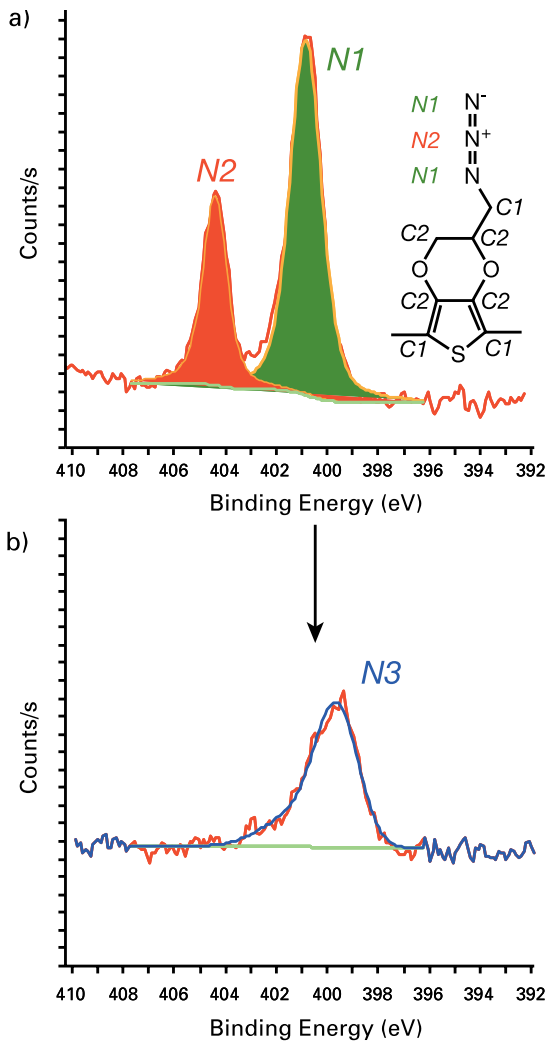 a)
N1
N2
N1 N⁻
N2 N⁺
N1 N
C1
C2 C2
O O
C2 C2
C1 S C1
Counts/s
410 408 406 404 402 400 398 396 394 392
Binding Energy (eV)
b)
N3
Counts/s
410 408 406 404 402 400 398 396 394 392
Binding Energy (eV)